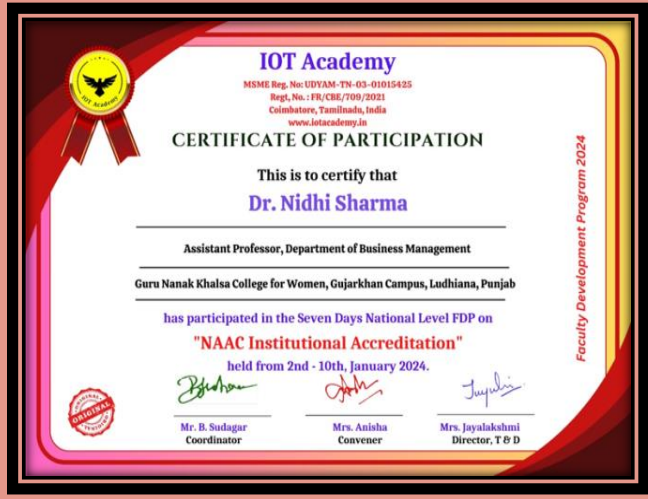 IOT Academy
MSME Reg. No: UDYAM-TN-03-01015425
Regt, No. : FR/CBE/709/2021
Coimbatore, Tamilnadu, India
www.iotacademy.in
IOT Academy
CERTIFICATE OF PARTICIPATION
This is to certify that
Dr. Nidhi Sharma
Assistant Professor, Department of Business Management
Guru Nanak Khalsa College for Women, Gujarkhan Campus, Ludhiana, Punjab
has participated in the Seven Days National Level FDP on
"NAAC Institutional Accreditation"
held from 2nd - 10th, January 2024.
Faculty Development Program 2024
ORIGINAL
ORIGINAL
Mr. B. Sudagar
Coordinator
Mrs. Anisha
Convener
Mrs. Jayalakshmi
Director, T & D